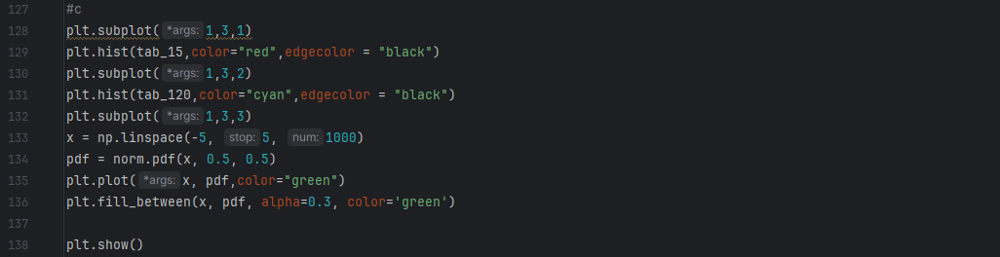 127 #c
128 plt.subplot( *args: 1,3,1)
129 plt.hist(tab_15,color="red",edgecolor = "black")
130 plt.subplot( *args: 1,3,2)
131 plt.hist(tab_120,color="cyan",edgecolor = "black")
132 plt.subplot( *args: 1,3,3)
133 x = np.linspace(-5, stop: 5, num: 1000)
134 pdf = norm.pdf(x, 0.5, 0.5)
135 plt.plot( *args: x, pdf,color="green")
136 plt.fill_between(x, pdf, alpha=0.3, color='green')
137
138 plt.show()